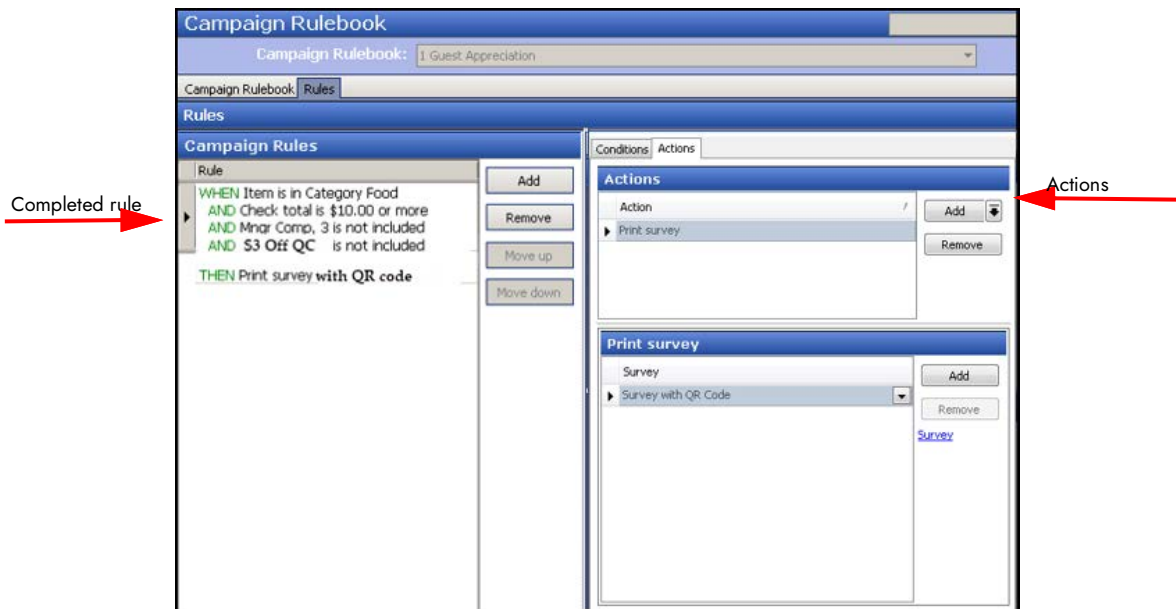 Campaign Rulebook
Campaign Rulebook: 1 Guest Appreciation
Campaign Rulebook Rules
Rules
Campaign Rules
Rule
WHEN Item is in Category Food
AND Check total is $10.00 or more
AND Mngr Comp, 3 is not included
AND $3 Off QC is not included
THEN Print survey with QR code
Add
Remove
Move up
Move down
Completed rule
Conditions Actions
Actions
Action
Print survey
Add
Remove
Print survey
Survey
Survey with QR Code
Add
Remove
Survey
Actions